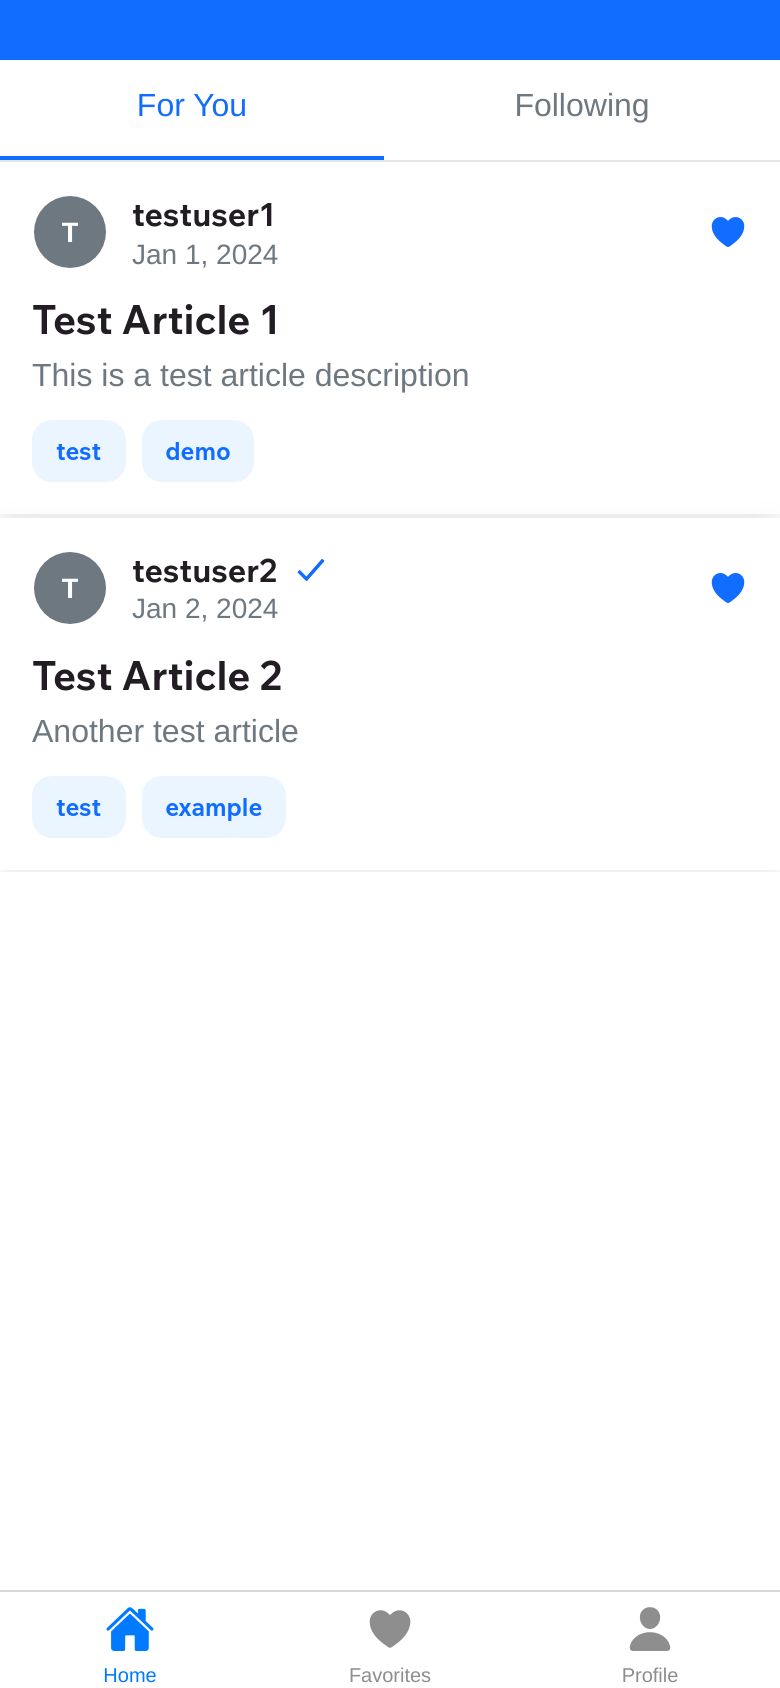 For You
Following
T
testuser1
Jan 1, 2024
Test Article 1
This is a test article description
test
demo
T
testuser2
Jan 2, 2024
Test Article 2
Another test article
test
example
Home
Favorites
Profile